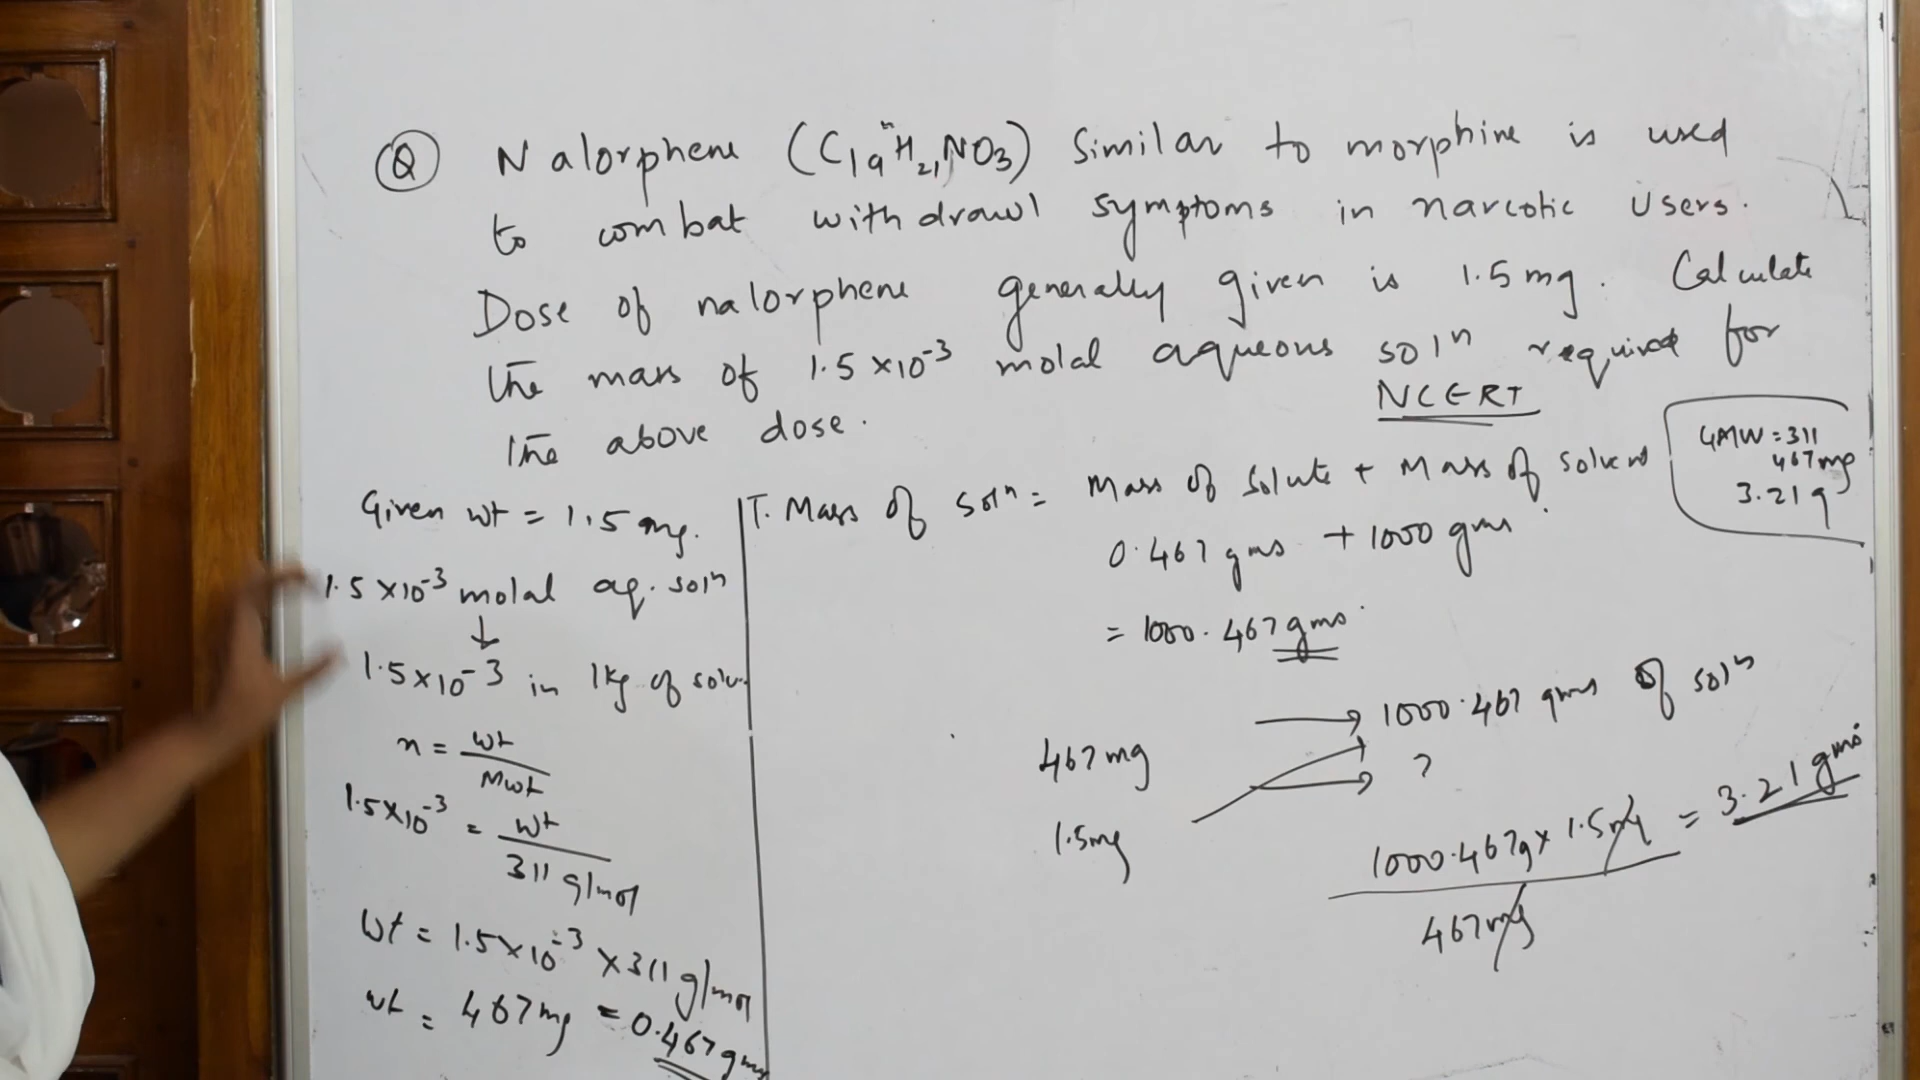 Q Nalorphene (C19H21NO3) Similar to morphine is used
to combat withdrawl symptoms in narcotic users.
Dose of nalorphene generally given is 1.5 mg. Calculate
the mass of 1.5 × 10⁻³ molal aqueous solⁿ required for
the above dose.
NCERT
GMW = 311
467 mg
3.21 g
Given wt = 1.5 mg.
1.5 × 10⁻³ molal aq. solⁿ
↓
1.5 × 10⁻³ in 1kg of solv.
n = wt / Mwt
1.5 × 10⁻³ = wt / 311 g/mol
wt = 1.5 × 10⁻³ × 311 g/mol
wt = 467 mg = 0.467 gms
T. Mass of solⁿ = Mass of Solute + Mass of solvent
0.467 gms + 1000 gms
= 1000.467 gms
467 mg → 1000.467 gms of solⁿ
1.5mg → ?
1000.467g × 1.5mg / 467mg = 3.21 gms